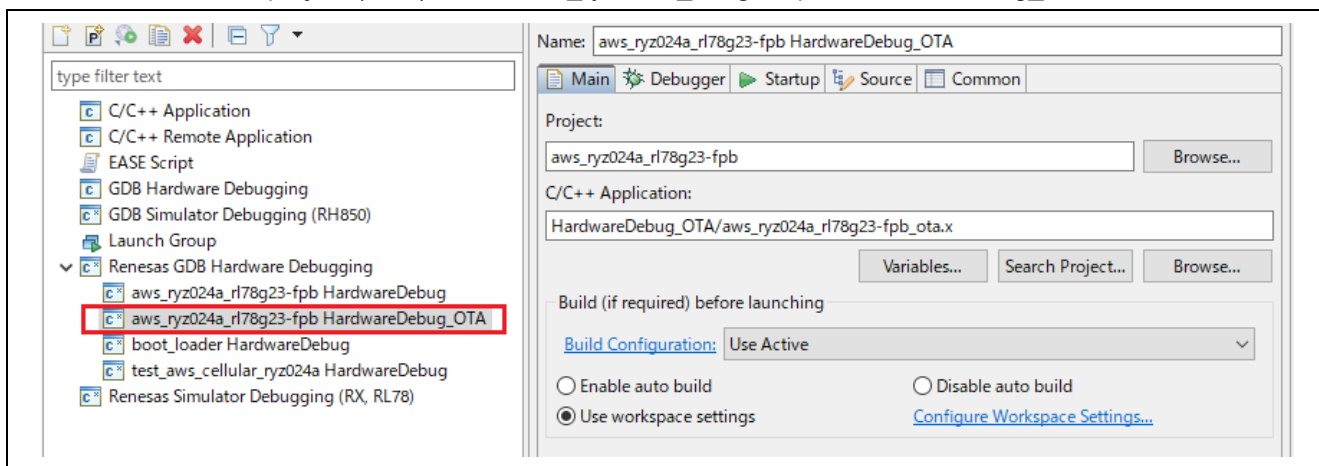 type filter text
C/C++ Application
C/C++ Remote Application
EASE Script
GDB Hardware Debugging
GDB Simulator Debugging (RH850)
Launch Group
Renesas GDB Hardware Debugging
aws_ryz024a_rl78g23-fpb HardwareDebug
aws_ryz024a_rl78g23-fpb HardwareDebug_OTA
boot_loader HardwareDebug
test_aws_cellular_ryz024a HardwareDebug
Renesas Simulator Debugging (RX, RL78)
Name: aws_ryz024a_rl78g23-fpb HardwareDebug_OTA
Main Debugger Startup Source Common
Project:
aws_ryz024a_rl78g23-fpb Browse...
C/C++ Application:
HardwareDebug_OTA/aws_ryz024a_rl78g23-fpb_ota.x
Variables... Search Project... Browse...
Build (if required) before launching
Build Configuration: Use Active
Enable auto build Disable auto build
Use workspace settings Configure Workspace Settings...